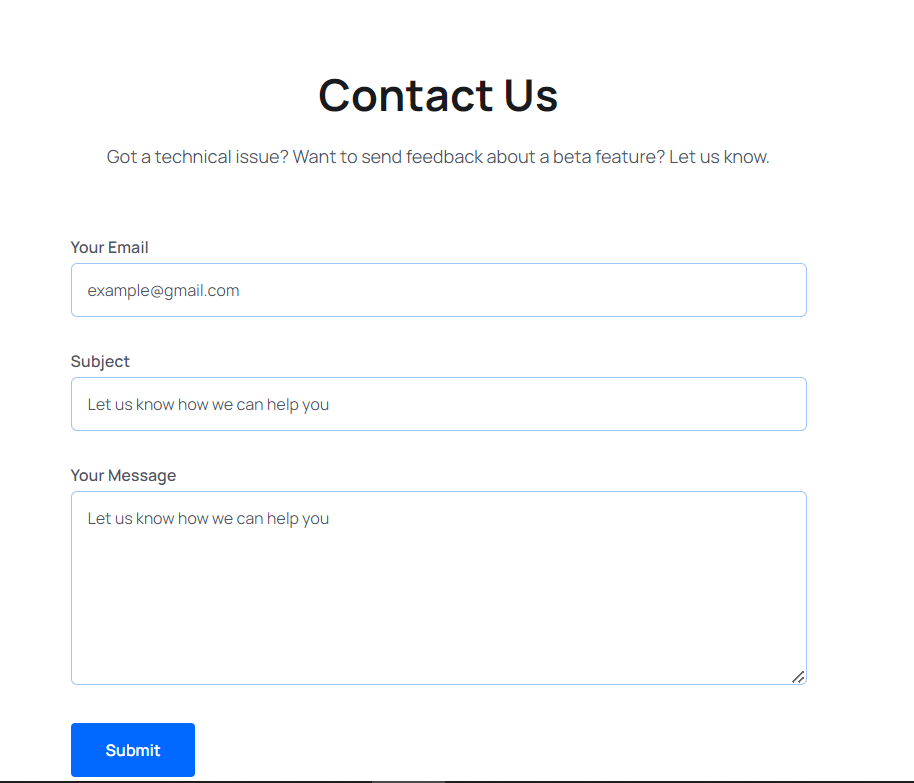 Contact Us
Got a technical issue? Want to send feedback about a beta feature? Let us know.
Your Email
example@gmail.com
Subject
Let us know how we can help you
Your Message
Let us know how we can help you
Submit